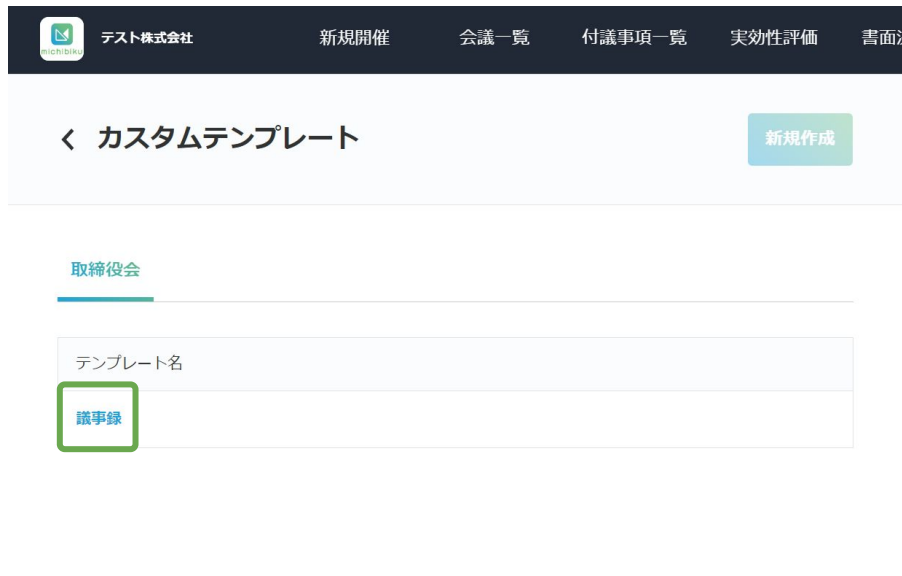 michibiku
テスト株式会社 新規開催 会議一覧 付議事項一覧 実効性評価 書面
カスタムテンプレート 新規作成
取締役会
テンプレート名
議事録